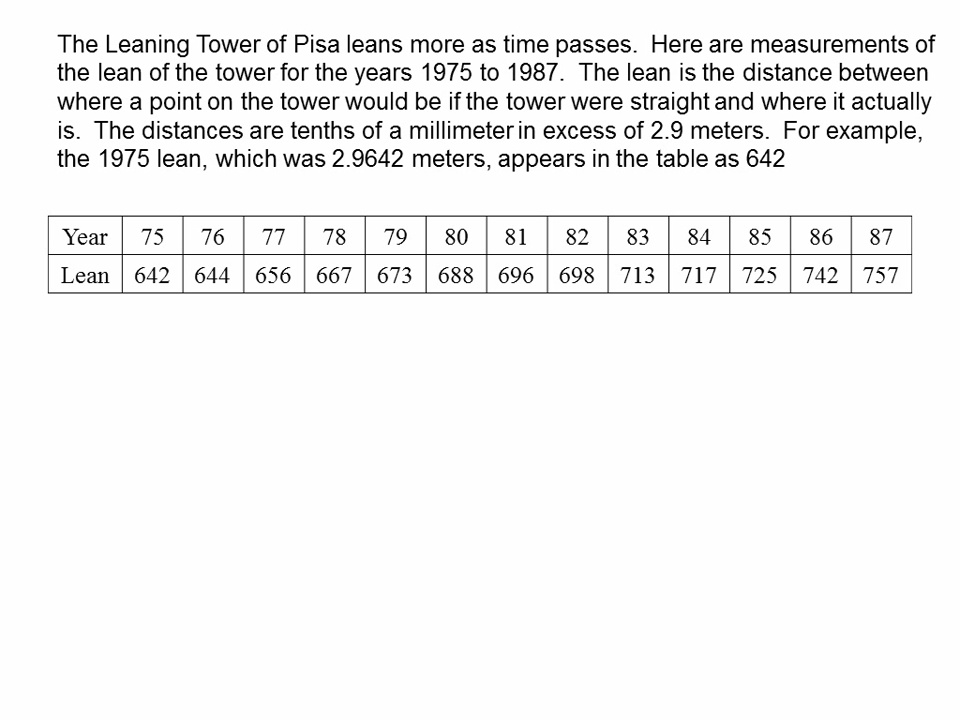 The Leaning Tower of Pisa leans more as time passes.  Here are measurements of
the lean of the tower for the years 1975 to 1987.  The lean is the distance between
where a point on the tower would be if the tower were straight and where it actually
is.  The distances are tenths of a millimeter in excess of 2.9 meters.  For example,
the 1975 lean, which was 2.9642 meters, appears in the table as 642
Year 75 76 77 78 79 80 81 82 83 84 85 86 87
Lean 642 644 656 667 673 688 696 698 713 717 725 742 757